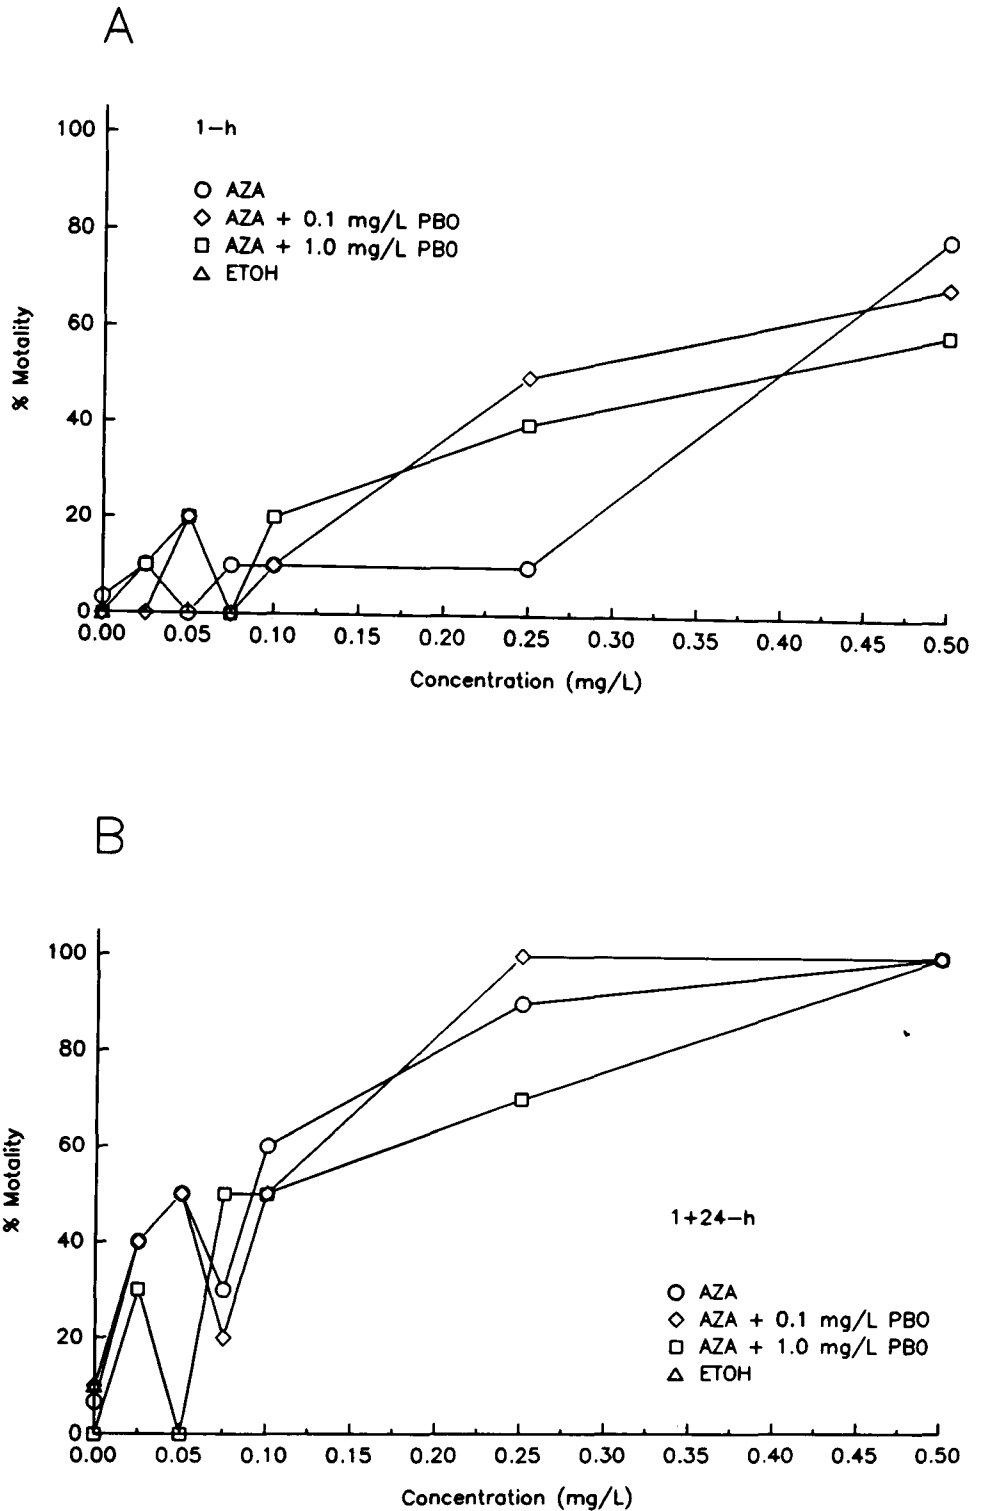 A
1-h
AZA
AZA + 0.1 mg/L PBO
AZA + 1.0 mg/L PBO
ETOH
100
80
60
40
20
0
% Motality
0.00 0.05 0.10 0.15 0.20 0.25 0.30 0.35 0.40 0.45 0.50
Concentration (mg/L)
B
100
80
60
40
20
0
% Motality
1+24-h
AZA
AZA + 0.1 mg/L PBO
AZA + 1.0 mg/L PBO
ETOH
0.00 0.05 0.10 0.15 0.20 0.25 0.30 0.35 0.40 0.45 0.50
Concentration (mg/L)